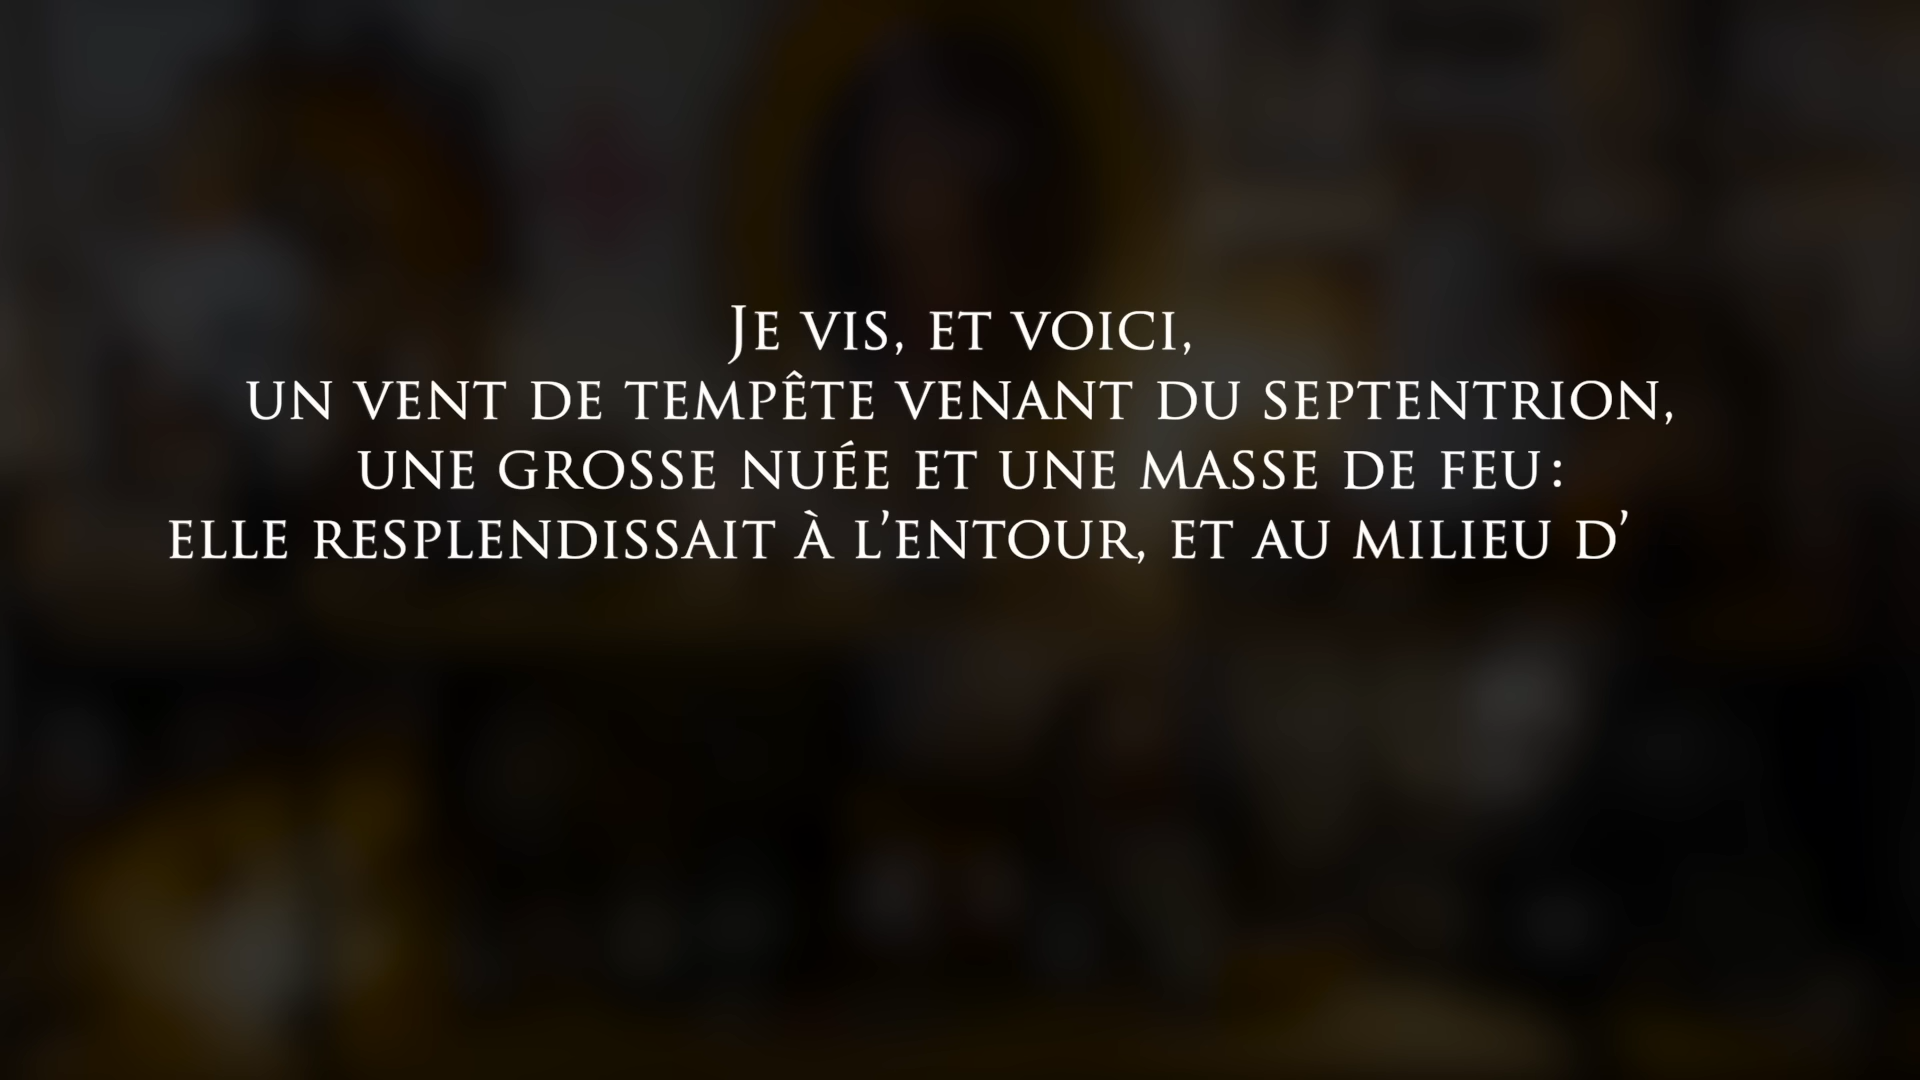 Je vis, et voici,
un vent de tempête venant du septentrion,
une grosse nuée et une masse de feu :
elle resplendissait à l’entour, et au milieu d’